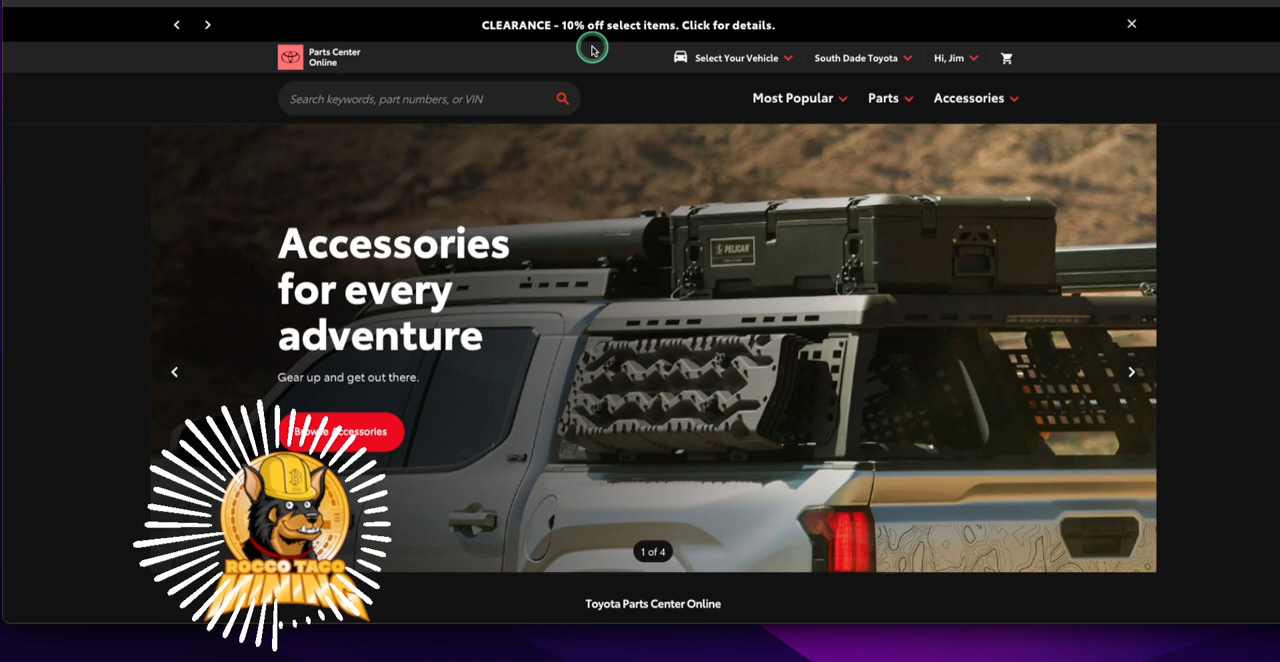 CLEARANCE - 10% off select items. Click for details.
Parts Center
Online
Select Your Vehicle
South Dade Toyota
Hi, Jim
Search keywords, part numbers, or VIN
Most Popular
Parts
Accessories
Accessories
for every
adventure
Gear up and get out there.
Browse Accessories
PELICAN
1 of 4
ROCCO TACO
MINING
Toyota Parts Center Online